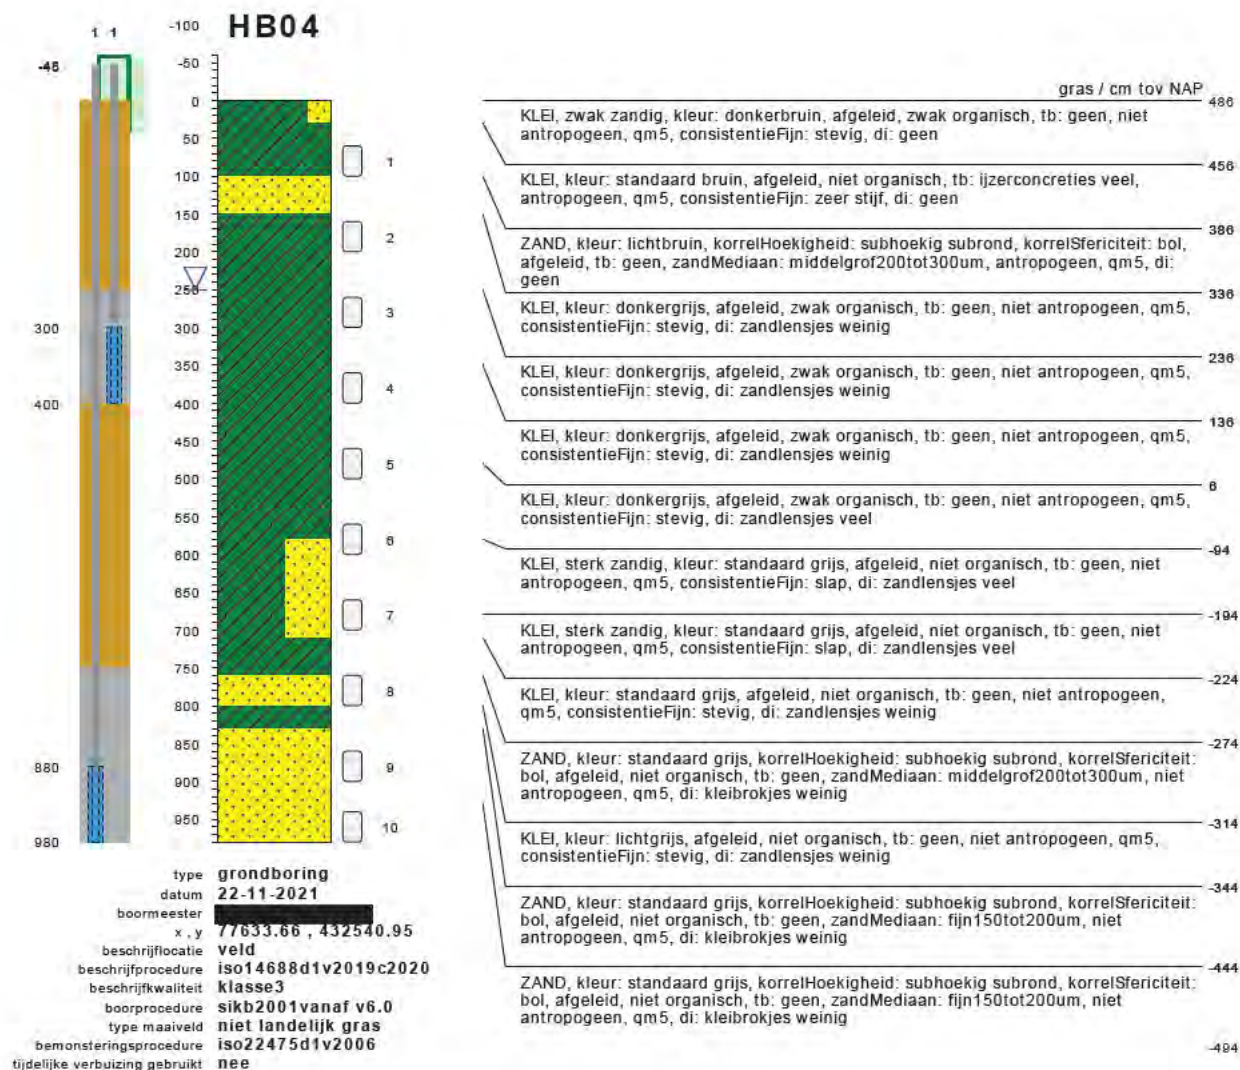 HB04
1 1
-46
300
400
880
980
-100
-50
0
50
100
150
200
250
300
350
400
450
500
550
600
650
700
750
800
850
900
950
1
2
3
4
5
6
7
8
9
10
gras / cm tov NAP
486
KLEI, zwak zandig, kleur: donkerbruin, afgeleid, zwak organisch, tb: geen, niet
antropogeen, qm5, consistentieFijn: stevig, di: geen
456
KLEI, kleur: standaard bruin, afgeleid, niet organisch, tb: ijzerconcreties veel,
antropogeen, qm5, consistentieFijn: zeer stijf, di: geen
386
ZAND, kleur: lichtbruin, korrelHoekigheid: subhoekig subrond, korrelSfericiteit: bol,
afgeleid, tb: geen, zandMediaan: middelgrof200tot300um, antropogeen, qm5, di:
geen
336
KLEI, kleur: donkergrijs, afgeleid, zwak organisch, tb: geen, niet antropogeen, qm5,
consistentieFijn: stevig, di: zandlensjes weinig
236
KLEI, kleur: donkergrijs, afgeleid, zwak organisch, tb: geen, niet antropogeen, qm5,
consistentieFijn: stevig, di: zandlensjes weinig
136
KLEI, kleur: donkergrijs, afgeleid, zwak organisch, tb: geen, niet antropogeen, qm5,
consistentieFijn: stevig, di: zandlensjes weinig
6
KLEI, kleur: donkergrijs, afgeleid, zwak organisch, tb: geen, niet antropogeen, qm5,
consistentieFijn: stevig, di: zandlensjes veel
-94
KLEI, sterk zandig, kleur: standaard grijs, afgeleid, niet organisch, tb: geen, niet
antropogeen, qm5, consistentieFijn: slap, di: zandlensjes veel
-194
KLEI, sterk zandig, kleur: standaard grijs, afgeleid, niet organisch, tb: geen, niet
antropogeen, qm5, consistentieFijn: slap, di: zandlensjes veel
-224
KLEI, kleur: standaard grijs, afgeleid, niet organisch, tb: geen, niet antropogeen,
qm5, consistentieFijn: stevig, di: zandlensjes weinig
-274
ZAND, kleur: standaard grijs, korrelHoekigheid: subhoekig subrond, korrelSfericiteit:
bol, afgeleid, niet organisch, tb: geen, zandMediaan: middelgrof200tot300um, niet
antropogeen, qm5, di: kleibrokjes weinig
-314
KLEI, kleur: lichtgrijs, afgeleid, niet organisch, tb: geen, niet antropogeen, qm5,
consistentieFijn: stevig, di: zandlensjes weinig
-344
ZAND, kleur: standaard grijs, korrelHoekigheid: subhoekig subrond, korrelSfericiteit:
bol, afgeleid, niet organisch, tb: geen, zandMediaan: fijn150tot200um, niet
antropogeen, qm5, di: kleibrokjes weinig
-444
ZAND, kleur: standaard grijs, korrelHoekigheid: subhoekig subrond, korrelSfericiteit:
bol, afgeleid, niet organisch, tb: geen, zandMediaan: fijn150tot200um, niet
antropogeen, qm5, di: kleibrokjes weinig
-494
type grondboring
datum 22-11-2021
boormeester
x , y 77633.66 , 432540.95
beschrijflocatie veld
beschrijfprocedure iso14688d1v2019c2020
beschrijfkwaliteit klasse3
boorprocedure sikb2001vanaf v6.0
type maaiveld niet landelijk gras
bemonsteringsprocedure iso22475d1v2006
tijdelijke verbuizing gebruikt nee